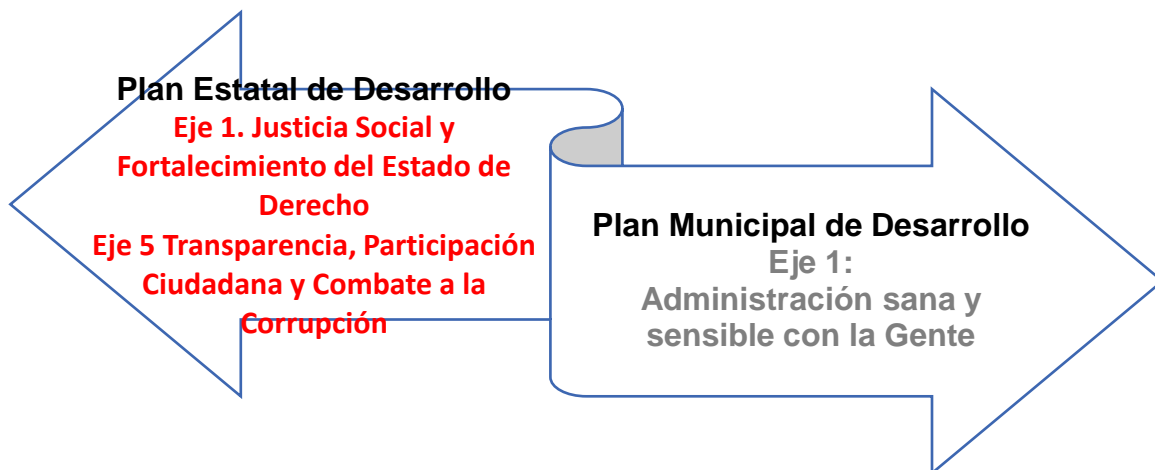 Plan Estatal de Desarrollo
Eje 1. Justicia Social y
Fortalecimiento del Estado de
Derecho
Eje 5 Transparencia, Participación
Ciudadana y Combate a la
Corrupción
Plan Municipal de Desarrollo
Eje 1:
Administración sana y
sensible con la Gente